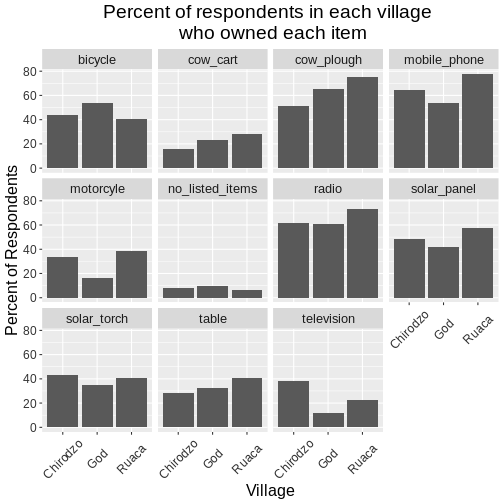 Percent of respondents in each village
who owned each item
bicycle
cow_cart
cow_plough
mobile_phone
80
60
40
20
0
motorcyle
no_listed_items
radio
solar_panel
80
60
40
20
0
solar_torch
table
television
Chirodzo
God
Ruaca
80
60
40
20
0
Chirodzo
God
Ruaca
Chirodzo
God
Ruaca
Chirodzo
God
Ruaca
Village
Percent of Respondents